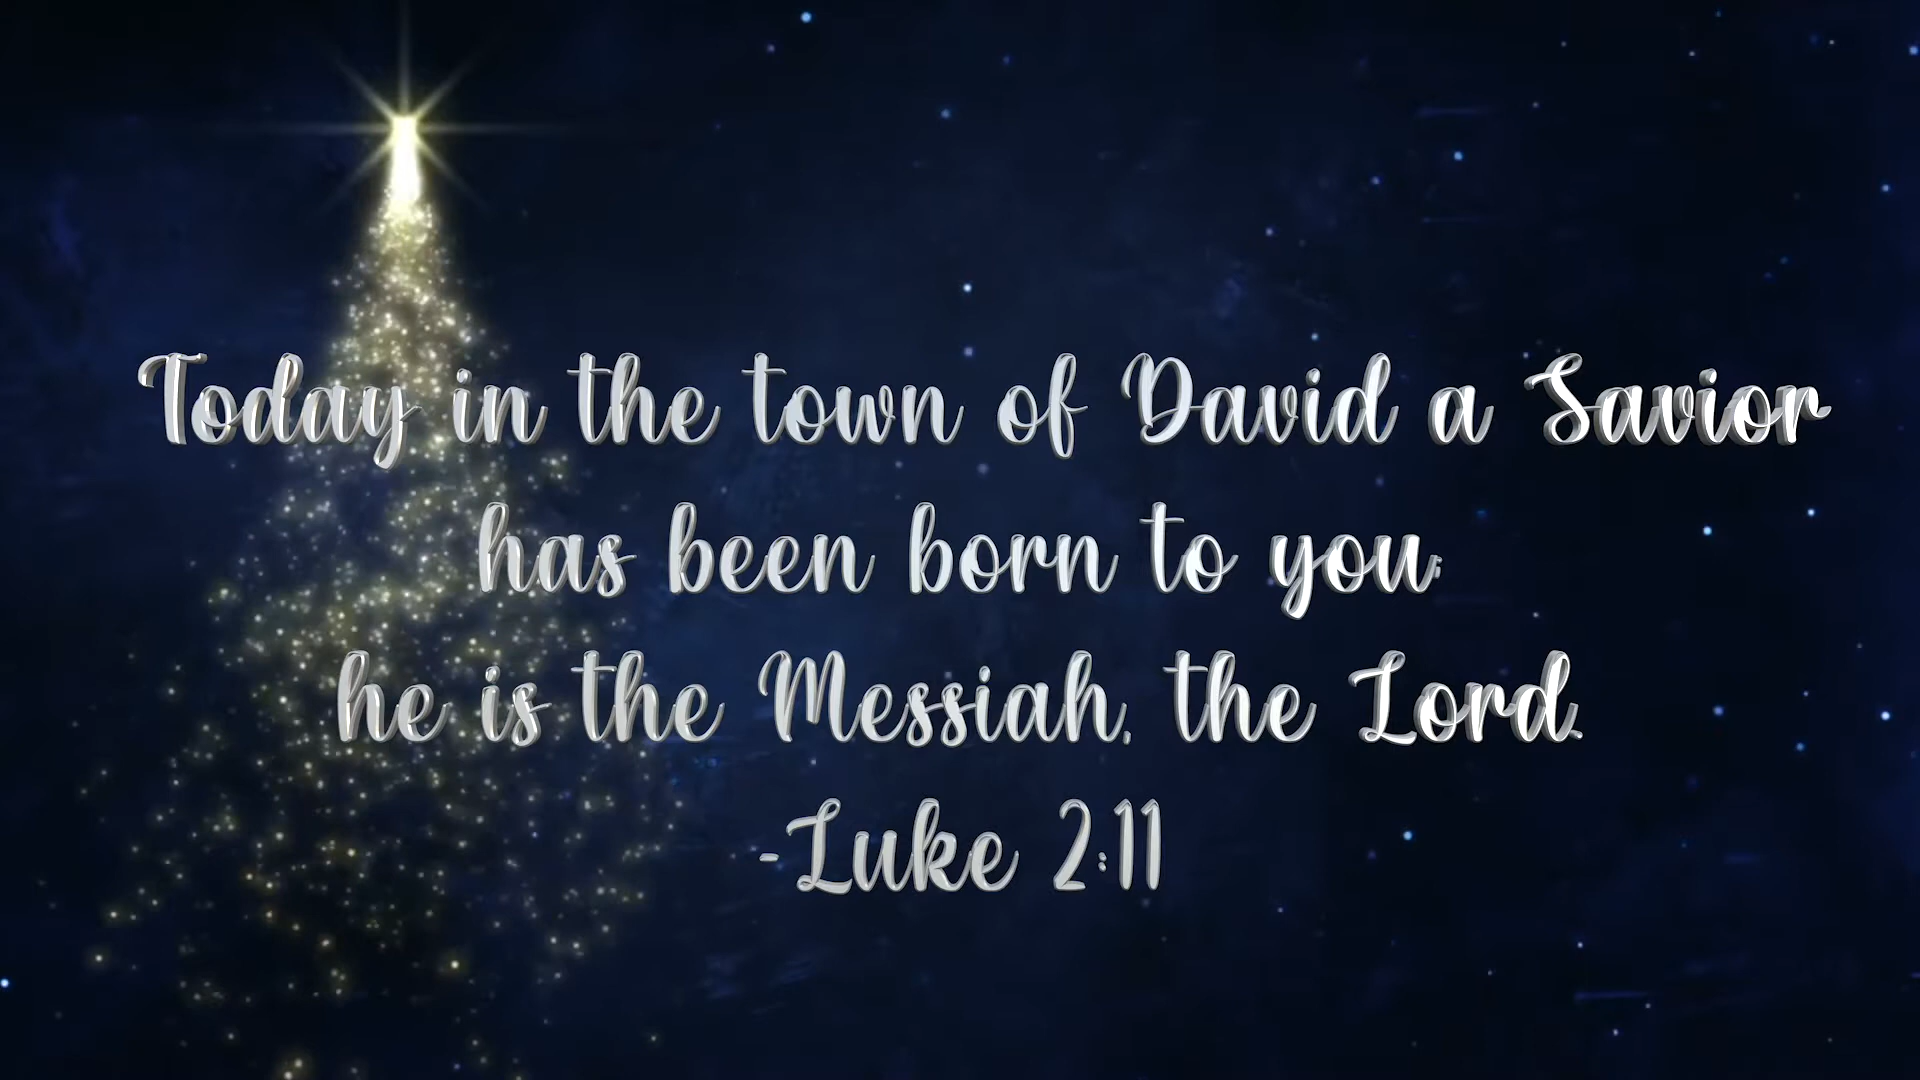 Today in the town of David a Savior
has been born to you;
he is the Messiah, the Lord.
-Luke 2:11